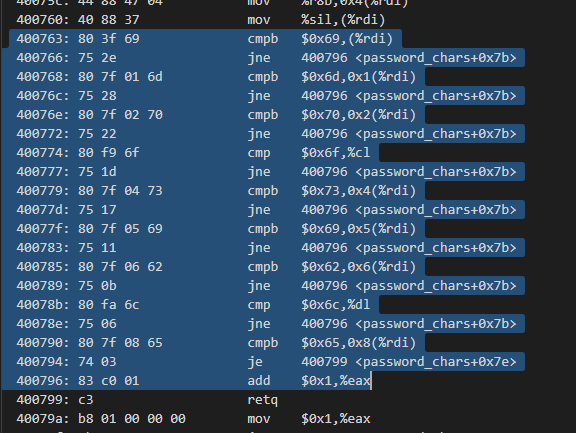 40075c: 44 88 47 04 mov %r8b,0x4(%rdi)
400760: 40 88 37 mov %sil,(%rdi)
400763: 80 3f 69 cmpb $0x69,(%rdi)
400766: 75 2e jne 400796 <password_chars+0x7b>
400768: 80 7f 01 6d cmpb $0x6d,0x1(%rdi)
40076c: 75 28 jne 400796 <password_chars+0x7b>
40076e: 80 7f 02 70 cmpb $0x70,0x2(%rdi)
400772: 75 22 jne 400796 <password_chars+0x7b>
400774: 80 f9 6f cmp $0x6f,%cl
400777: 75 1d jne 400796 <password_chars+0x7b>
400779: 80 7f 04 73 cmpb $0x73,0x4(%rdi)
40077d: 75 17 jne 400796 <password_chars+0x7b>
40077f: 80 7f 05 69 cmpb $0x69,0x5(%rdi)
400783: 75 11 jne 400796 <password_chars+0x7b>
400785: 80 7f 06 62 cmpb $0x62,0x6(%rdi)
400789: 75 0b jne 400796 <password_chars+0x7b>
40078b: 80 fa 6c cmp $0x6c,%dl
40078e: 75 06 jne 400796 <password_chars+0x7b>
400790: 80 7f 08 65 cmpb $0x65,0x8(%rdi)
400794: 74 03 je 400799 <password_chars+0x7e>
400796: 83 c0 01 add $0x1,%eax
400799: c3 retq
40079a: b8 01 00 00 00 mov $0x1,%eax